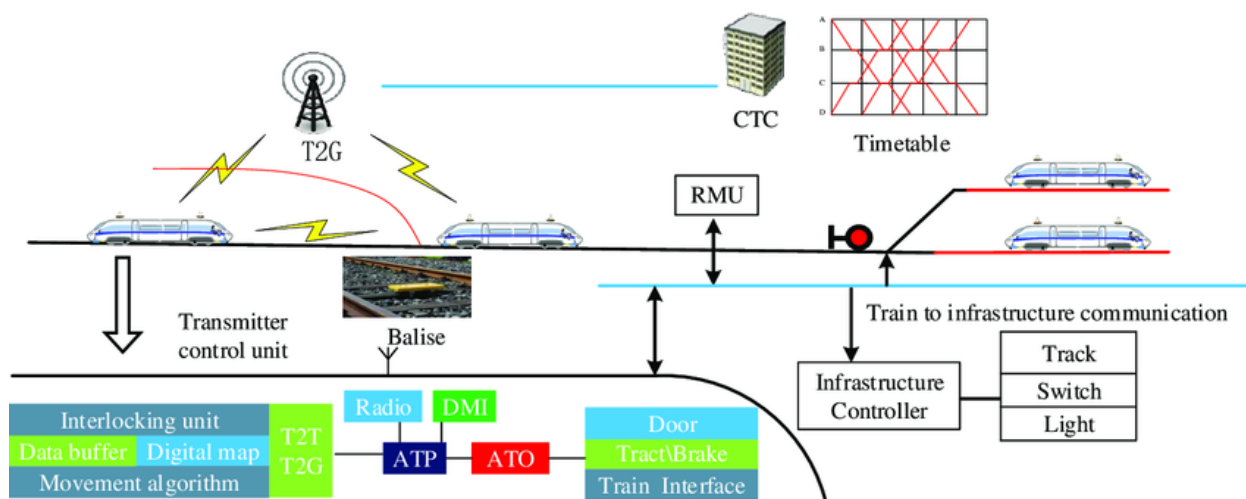 A
B
C
D
T2G
CTC
Timetable
RMU
Train to infrastructure communication
Transmitter
control unit
Balise
Infrastructure
Controller
Track
Switch
Light
Interlocking unit
Data buffer
Digital map
Movement algorithm
T2T
T2G
Radio
DMI
ATP
ATO
Door
Tract\Brake
Train Interface